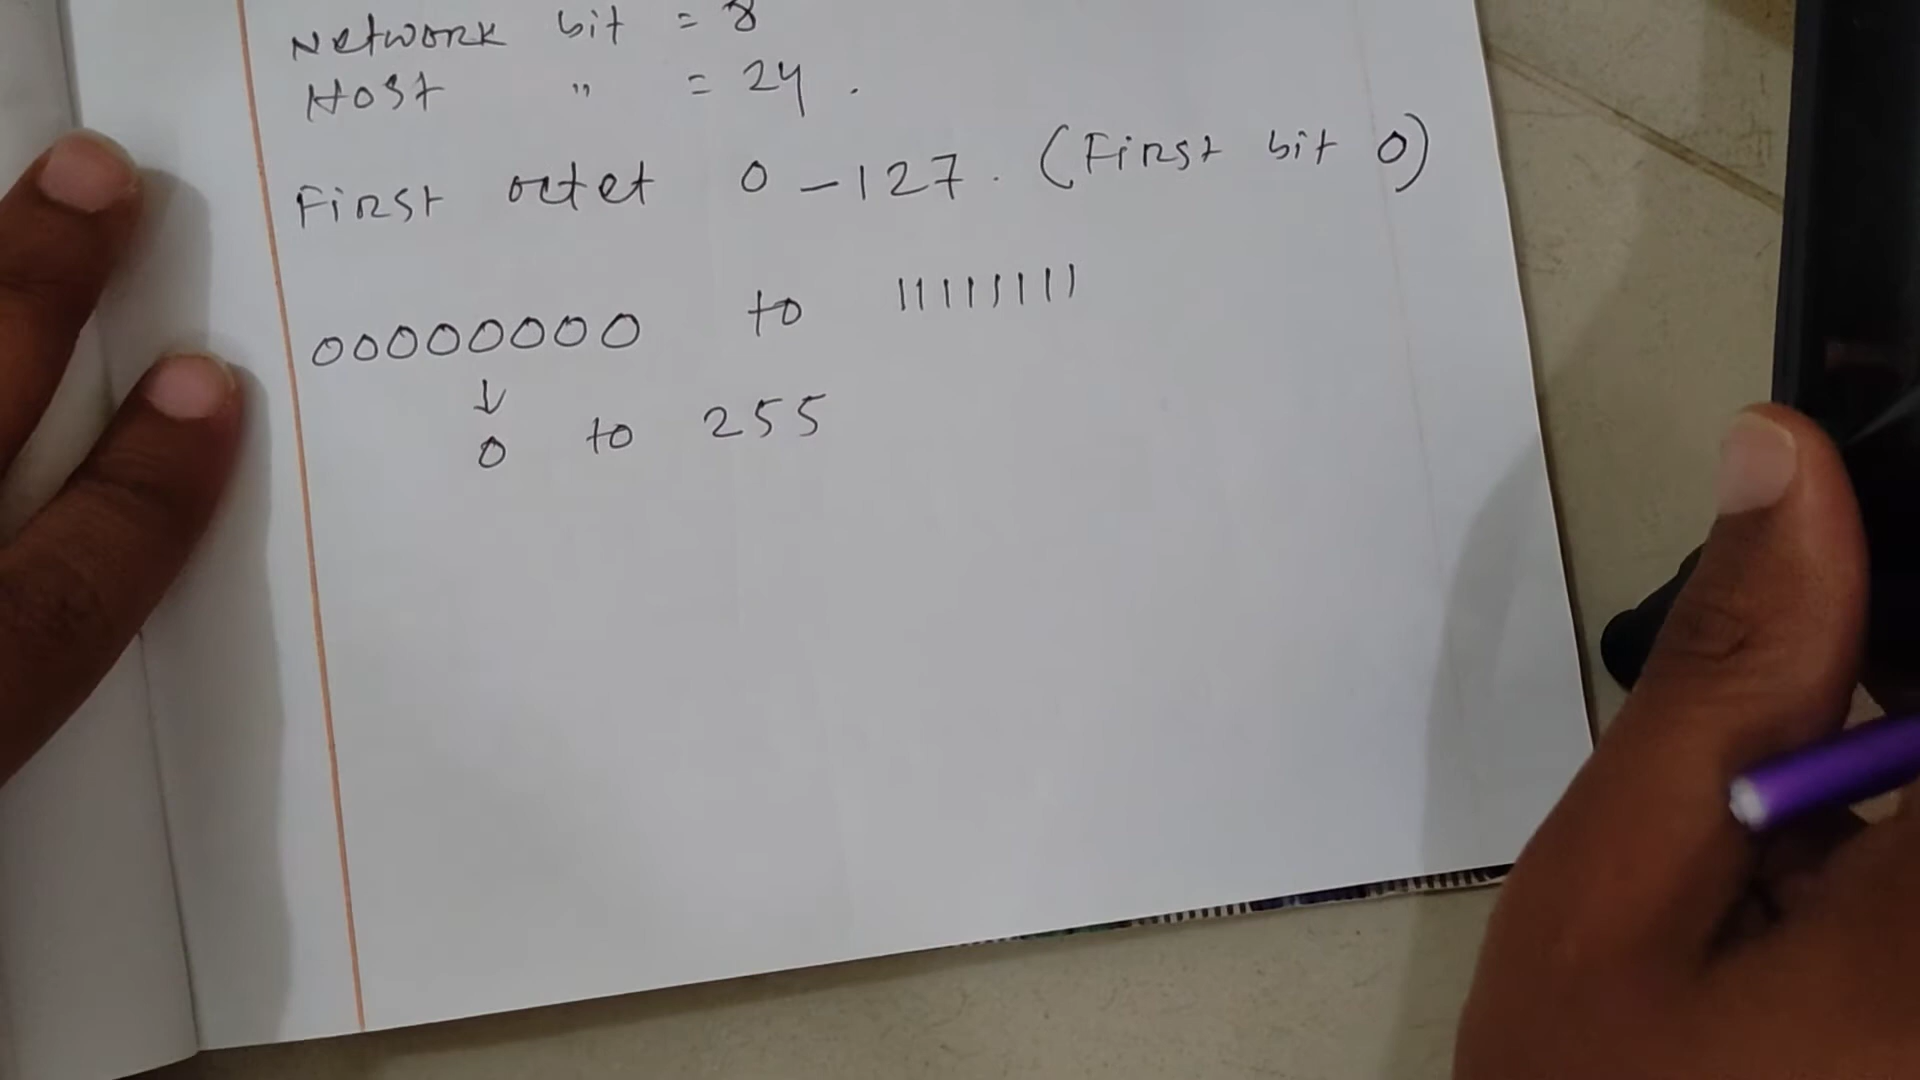 Network bit = 8
Host " = 24.
First octet 0-127. (First bit 0)
00000000 to 11111111
↓
0 to 255